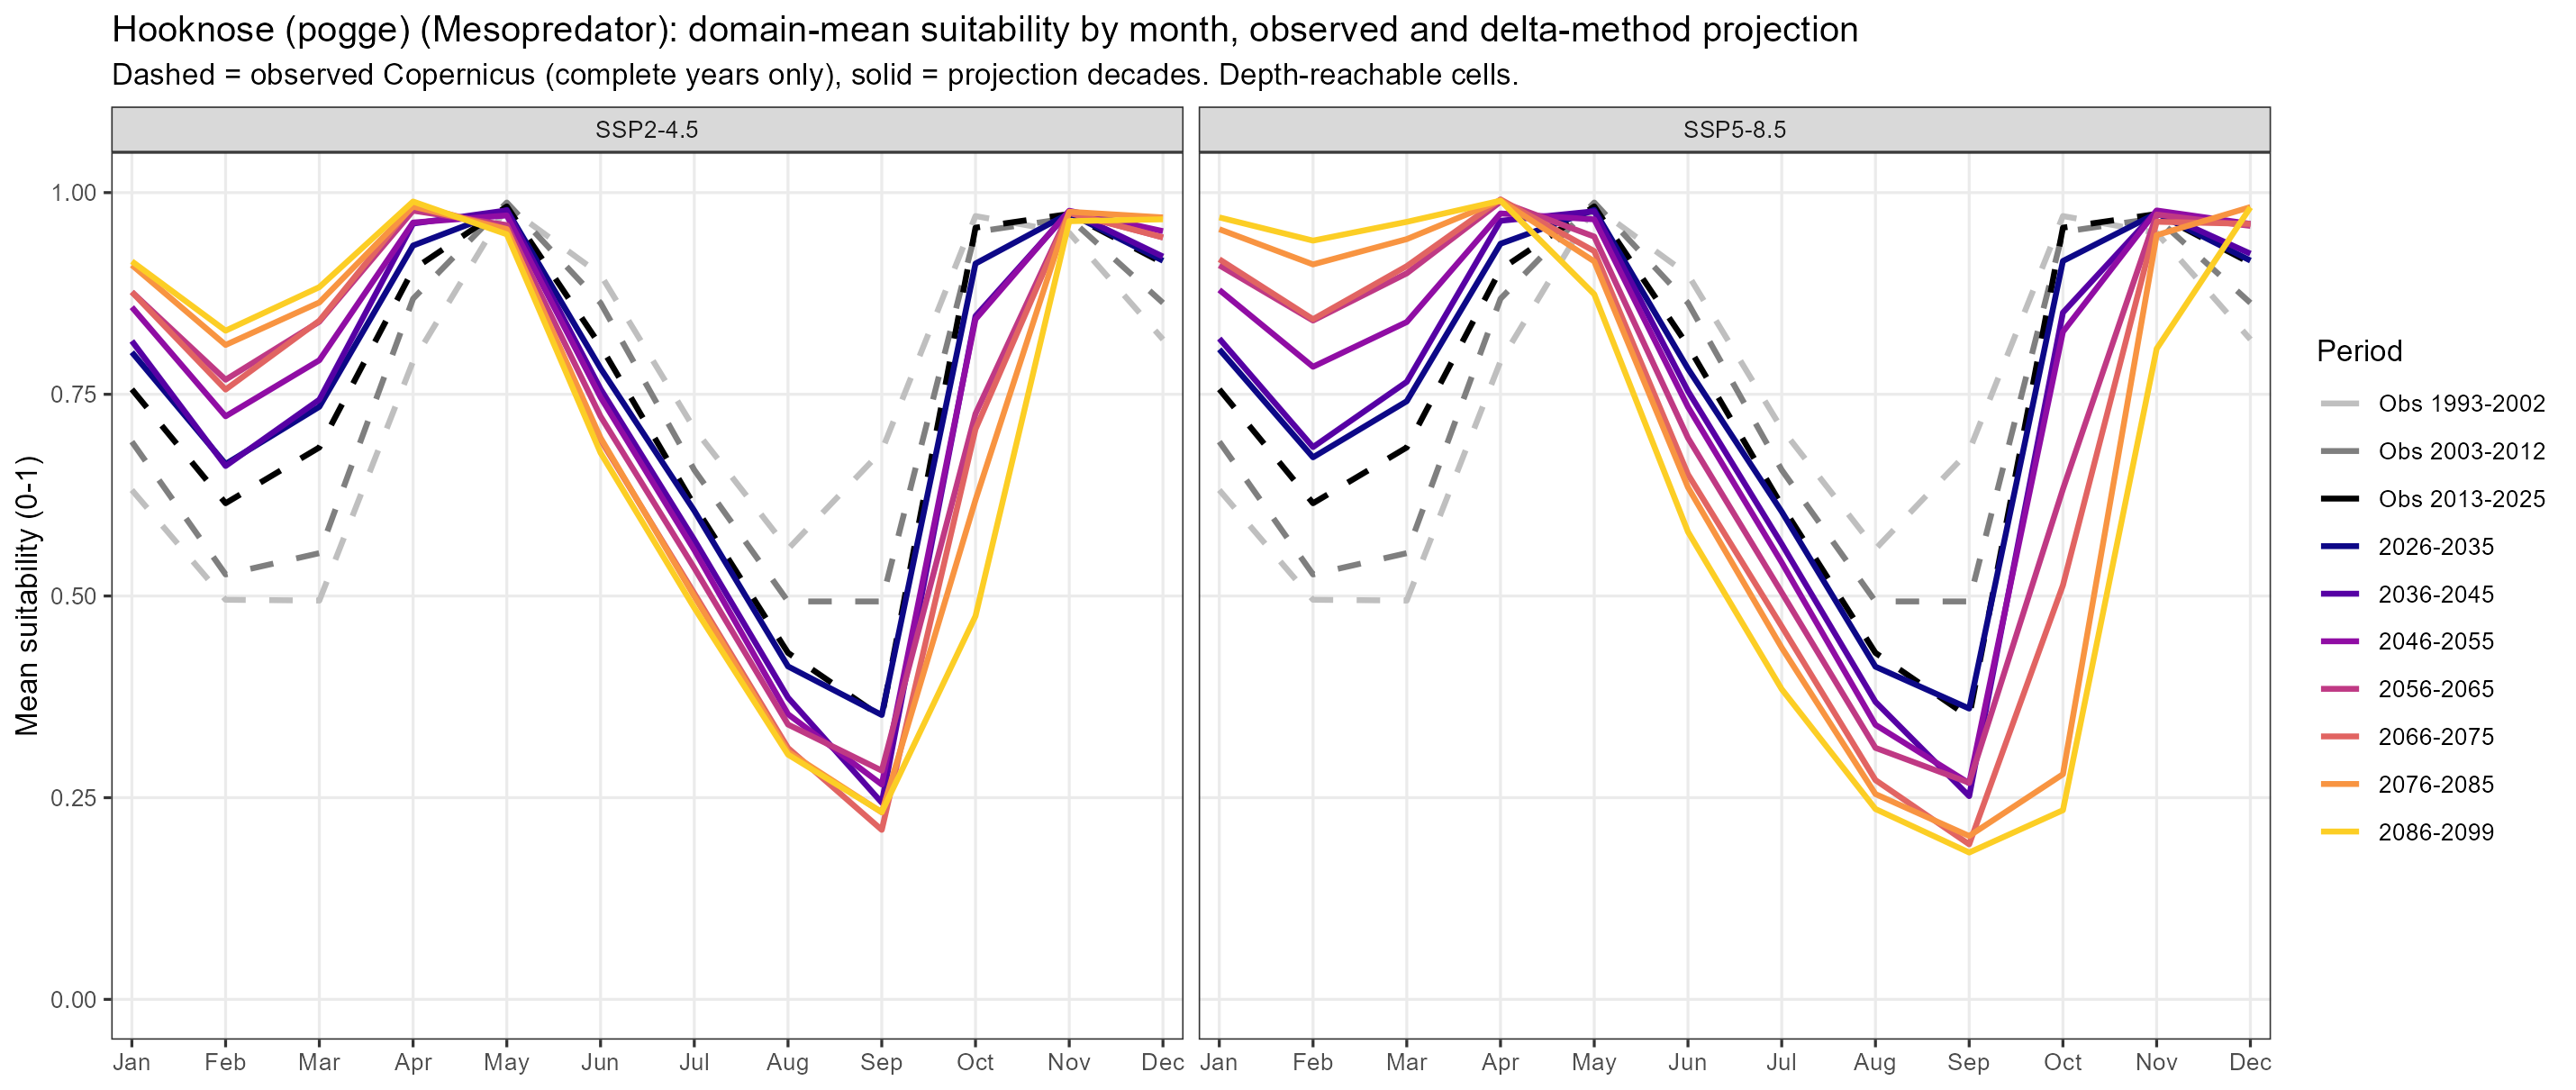 Hooknose (pogge) (Mesopredator): domain-mean suitability by month, observed and delta-method projection
Dashed = observed Copernicus (complete years only), solid = projection decades. Depth-reachable cells.
SSP2-4.5
SSP5-8.5
Mean suitability (0-1)
1.00
0.75
0.50
0.25
0.00
Jan Feb Mar Apr May Jun Jul Aug Sep Oct Nov Dec
Jan Feb Mar Apr May Jun Jul Aug Sep Oct Nov Dec
Period
Obs 1993-2002
Obs 2003-2012
Obs 2013-2025
2026-2035
2036-2045
2046-2055
2056-2065
2066-2075
2076-2085
2086-2099